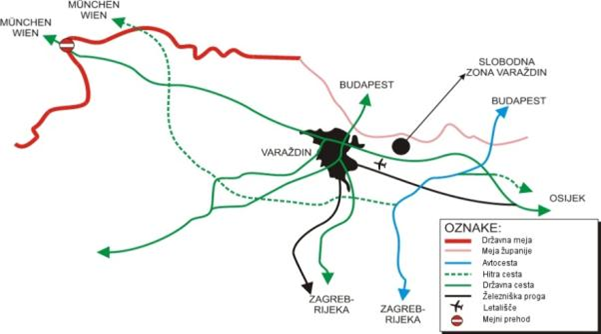 MÜNCHEN
WIEN
MÜNCHEN
WIEN
SLOBODNA
ZONA VARAŽDIN
BUDAPEST
BUDAPEST
VARAŽDIN
OSIJEK
ZAGREB-
RIJEKA
ZAGREB-
RIJEKA
OZNAKE:
Državna meja
Meja županije
Avtocesta
Hitra cesta
Državna cesta
Železniška proga
Letališče
Mejni prehod